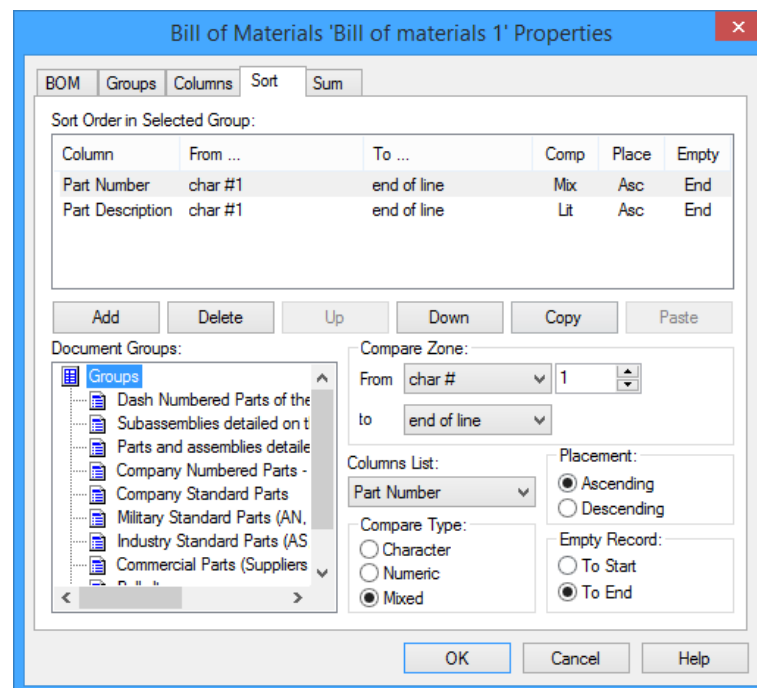 Bill of Materials 'Bill of materials 1' Properties
BOM Groups Columns Sort Sum
Sort Order in Selected Group:
Column From ... To ... Comp Place Empty
Part Number char #1 end of line Mix Asc End
Part Description char #1 end of line Lit Asc End
Add Delete Up Down Copy Paste
Document Groups:
Groups
Dash Numbered Parts of the
Subassemblies detailed on t
Parts and assemblies detaile
Company Numbered Parts -
Company Standard Parts
Military Standard Parts (AN,
Industry Standard Parts (AS
Commercial Parts (Suppliers
Compare Zone:
From char # 1
to end of line
Columns List:
Part Number
Compare Type:
Character
Numeric
Mixed
Placement:
Ascending
Descending
Empty Record:
To Start
To End
OK Cancel Help